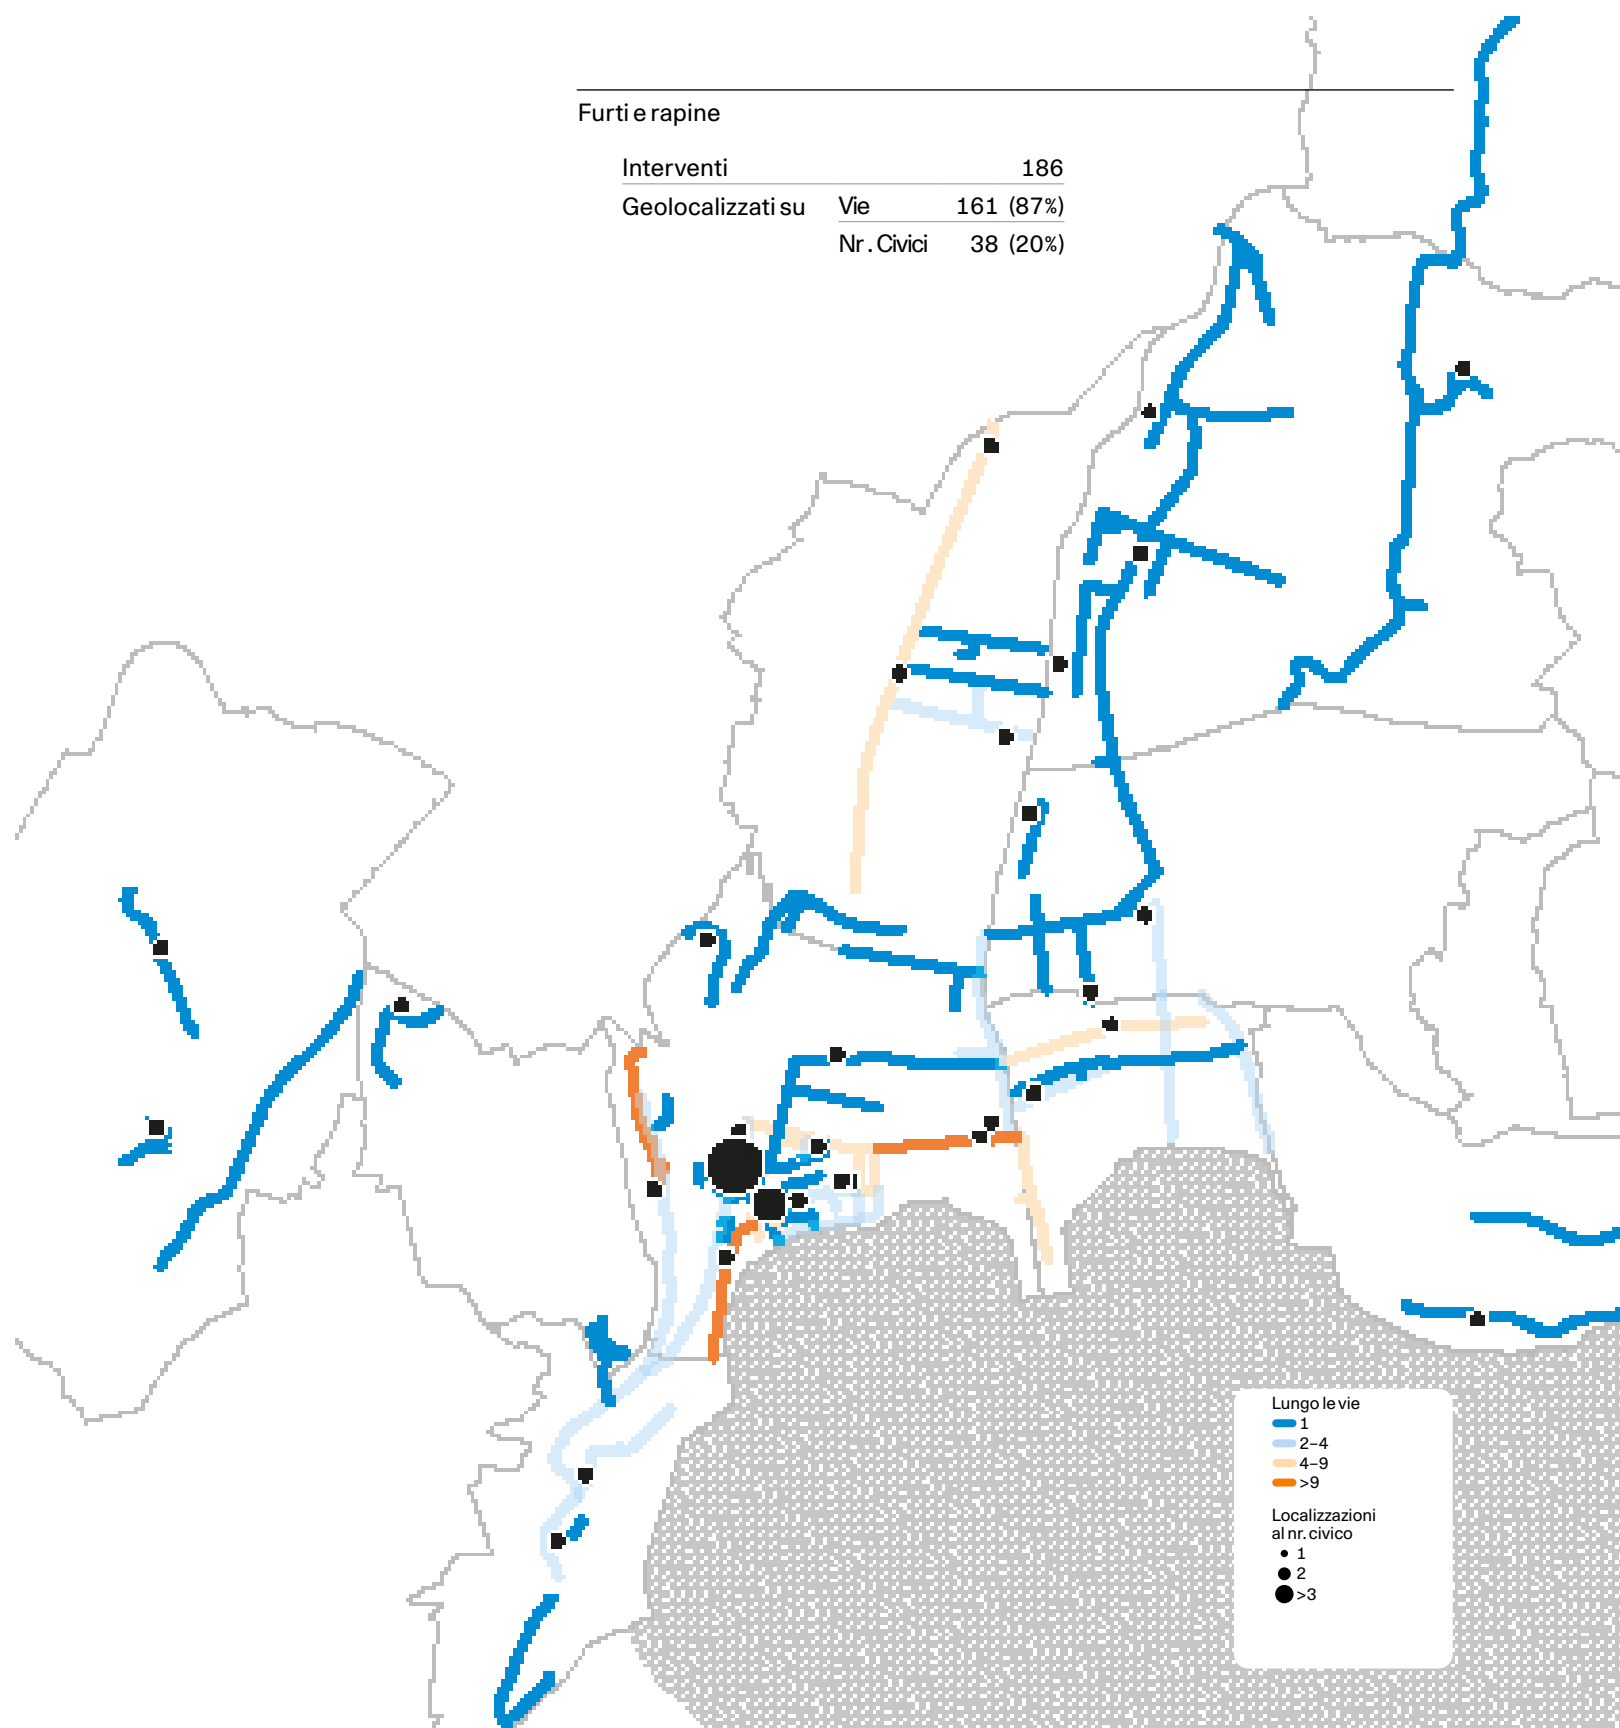 Furti e rapine
Interventi 186
Geolocalizzati su Vie 161 (87%)
Nr. Civici 38 (20%)
Lungo le vie
1
2–4
4–9
>9
Localizzazioni
al nr. civico
1
2
>3